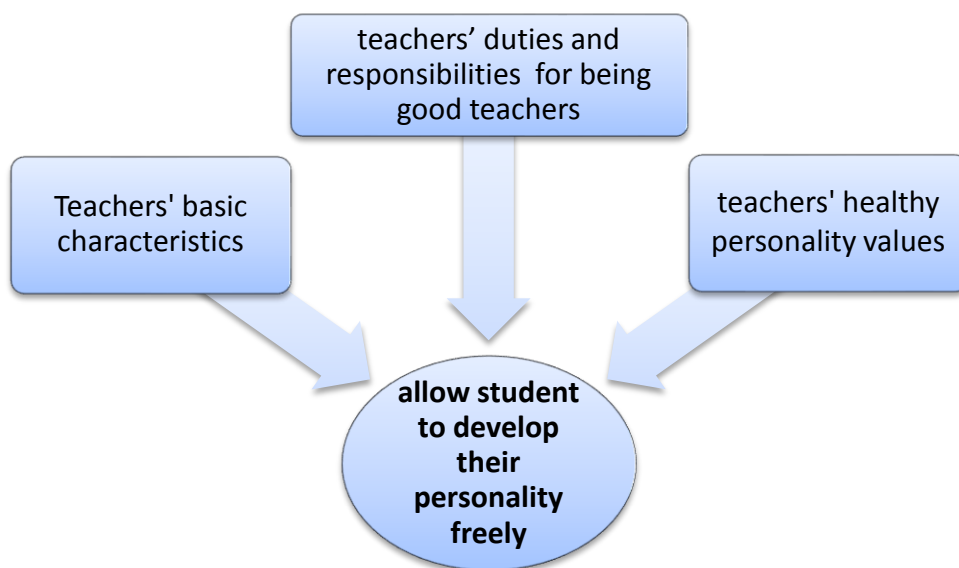 teachers’ duties and
responsibilities for being
good teachers
Teachers' basic
characteristics
teachers' healthy
personality values
allow student
to develop
their
personality
freely